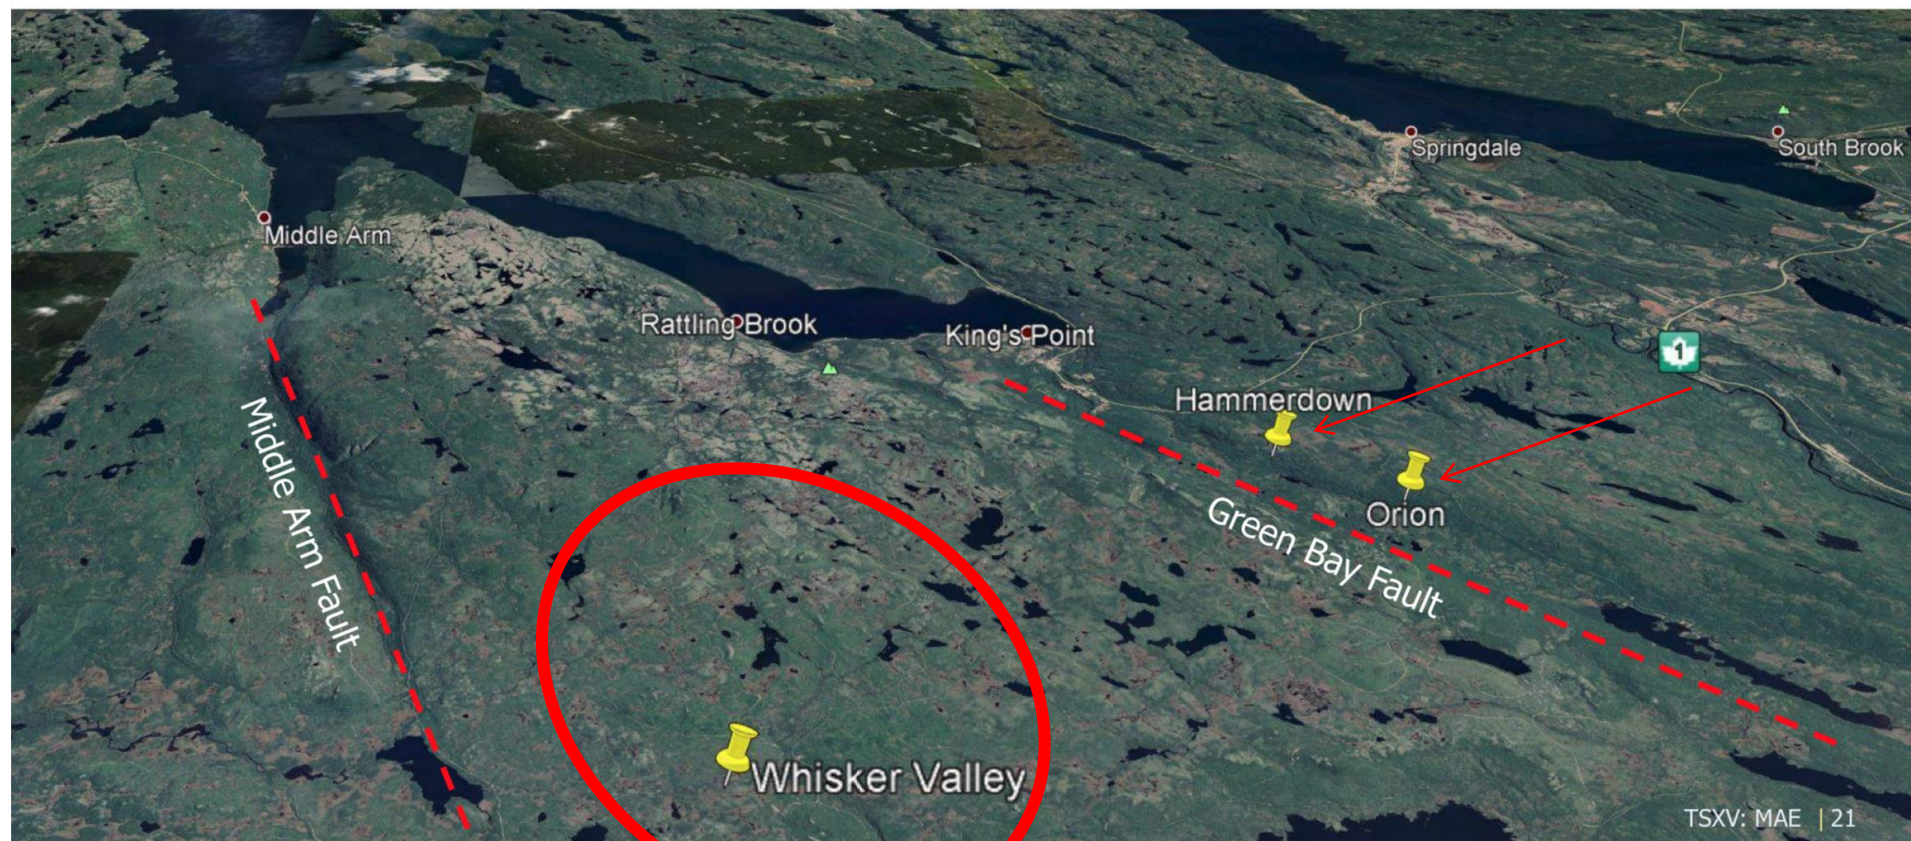 Springdale
South Brook
Middle Arm
Rattling Brook
King's Point
1
Hammerdown
Orion
Middle Arm Fault
Green Bay Fault
Whisker Valley
TSXV: MAE | 21